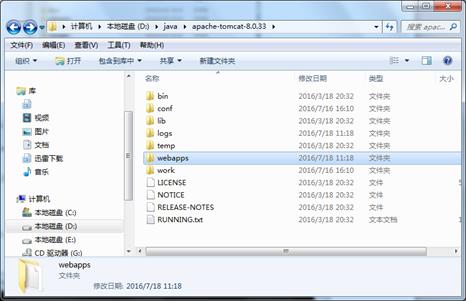 计算机 本地磁盘 (D:) java apache-tomcat-8.0.33 搜索 apac...
文件(F) 编辑(E) 查看(V) 工具(T) 帮助(H)
组织 打开 包含到库中 共享 新建文件夹
名称 修改日期 类型
库
视频
图片
文档
迅雷下载
音乐
计算机
本地磁盘 (C:)
本地磁盘 (D:)
本地磁盘 (E:)
CD 驱动器 (G:)
bin 2016/3/18 20:32 文件夹
conf 2016/7/16 16:10 文件夹
lib 2016/3/18 20:32 文件夹
logs 2016/7/18 11:18 文件夹
temp 2016/3/18 20:32 文件夹
webapps 2016/7/18 11:18 文件夹
work 2016/7/16 16:10 文件夹
LICENSE 2016/3/18 20:32 文件
NOTICE 2016/3/18 20:32 文件
RELEASE-NOTES 2016/3/18 20:32 文件
RUNNING.txt 2016/3/18 20:32 文本文档
webapps
文件夹
修改日期: 2016/7/18 11:18